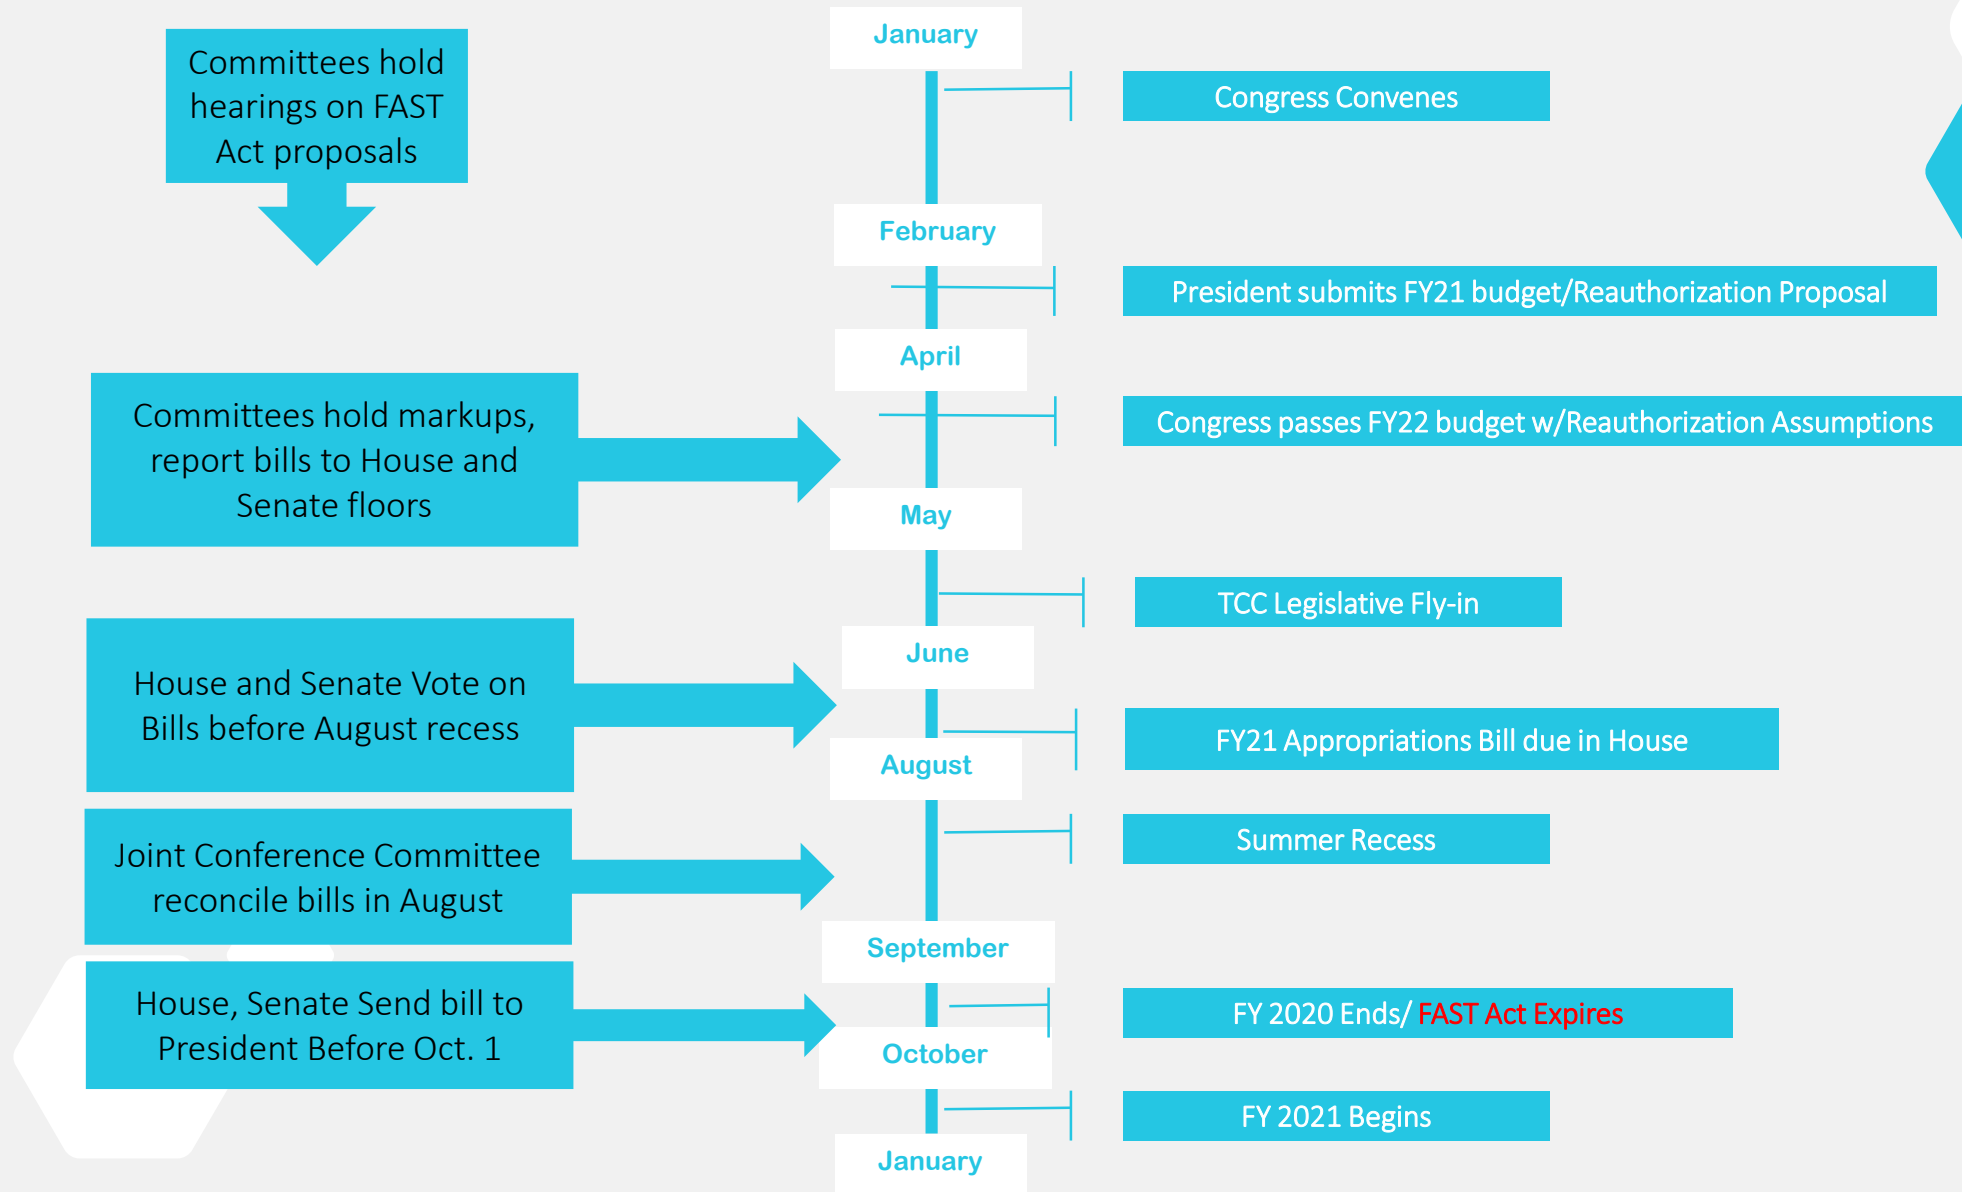 Committees hold
hearings on FAST
Act proposals
January
Congress Convenes
February
President submits FY21 budget/Reauthorization Proposal
April
Congress passes FY22 budget w/Reauthorization Assumptions
Committees hold markups,
report bills to House and
Senate floors
May
TCC Legislative Fly-in
June
House and Senate Vote on
Bills before August recess
FY21 Appropriations Bill due in House
August
Summer Recess
Joint Conference Committee
reconcile bills in August
September
FY 2020 Ends/ FAST Act Expires
House, Senate Send bill to
President Before Oct. 1
October
FY 2021 Begins
January